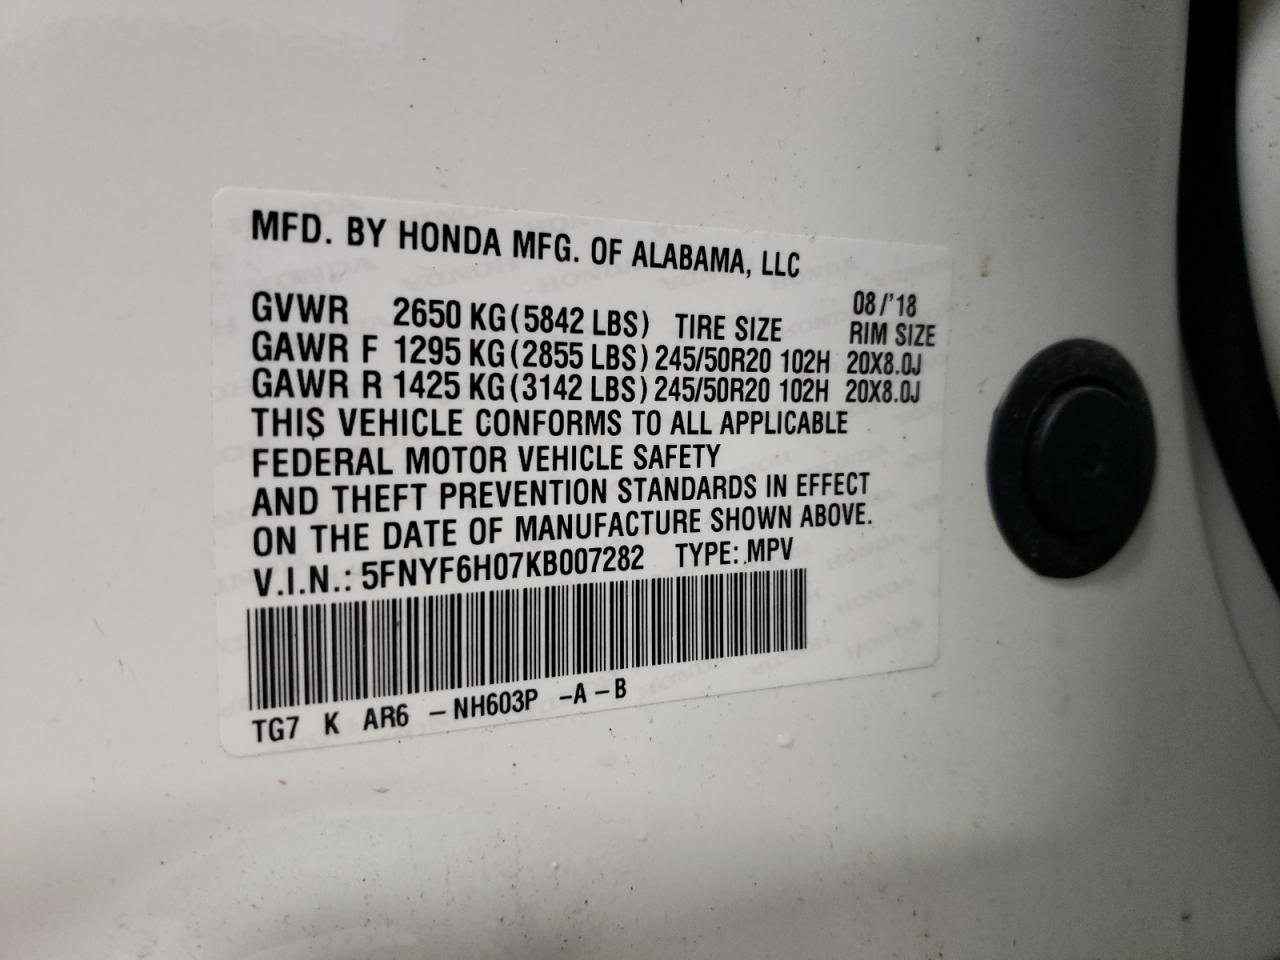 MFD. BY HONDA MFG. OF ALABAMA, LLC
08/'18
GVWR 2650 KG(5842 LBS) TIRE SIZE RIM SIZE
GAWR F 1295 KG(2855 LBS) 245/50R20 102H 20X8.0J
GAWR R 1425 KG(3142 LBS) 245/50R20 102H 20X8.0J
THIS VEHICLE CONFORMS TO ALL APPLICABLE
FEDERAL MOTOR VEHICLE SAFETY
AND THEFT PREVENTION STANDARDS IN EFFECT
ON THE DATE OF MANUFACTURE SHOWN ABOVE.
V.I.N.: 5FNYF6H07KB007282 TYPE: MPV
TG7 K AR6 -NH603P -A-B